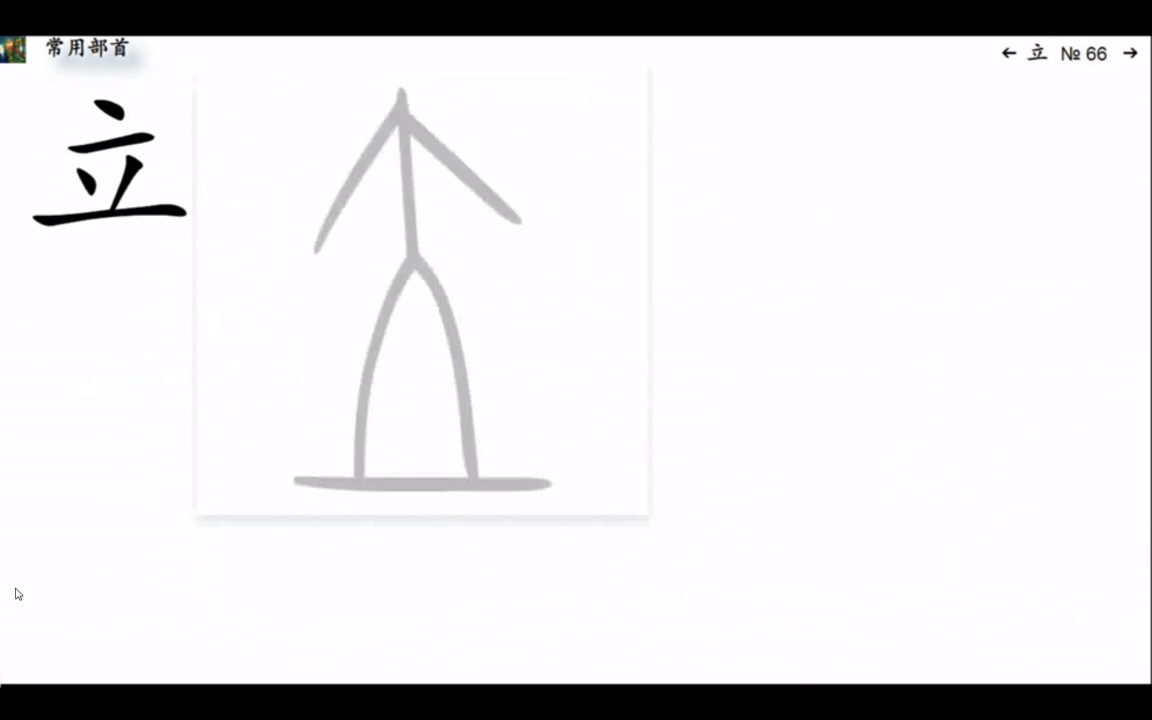 常用部首
← 立 № 66 →
立